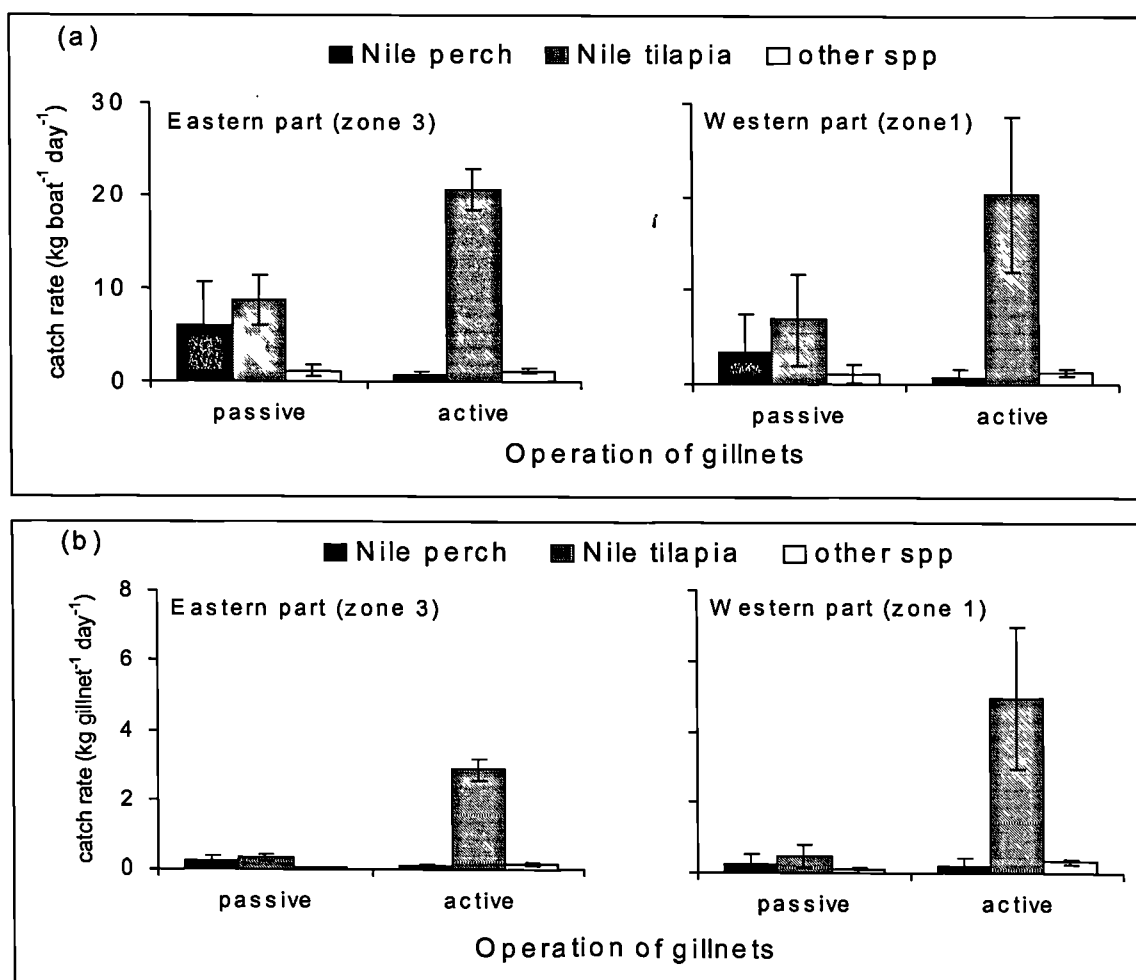 (a)
Nile perch Nile tilapia other spp
Eastern part (zone 3)
Western part (zone1)
30
20
10
0
catch rate (kg boat⁻¹ day⁻¹)
passive active
passive active
Operation of gillnets
(b)
Nile perch Nile tilapia other spp
Eastern part (zone 3)
Western part (zone 1)
8
6
4
2
0
catch rate (kg gillnet⁻¹ day⁻¹)
passive active
passive active
Operation of gillnets